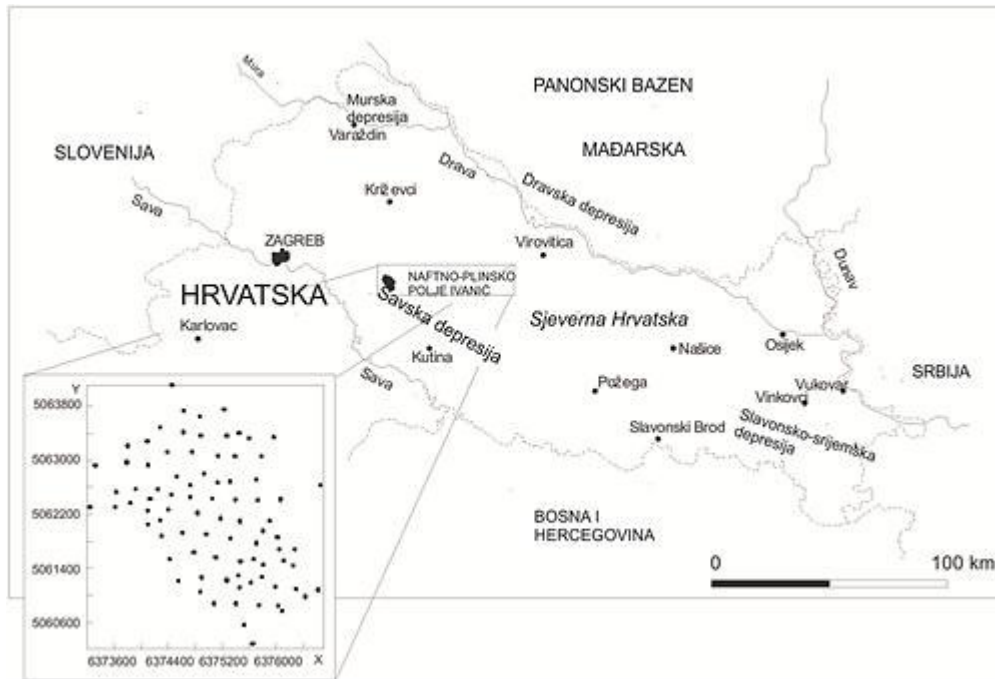 PANONSKI BAZEN
Mura
Murska
depresija
Varaždin
MAĐARSKA
SLOVENIJA
Drava
Dravska depresija
Križevci
Sava
ZAGREB
Virovitica
Dunav
NAFTNO-PLINSKO
POLJE IVANIĆ
HRVATSKA
Savska depresija
Sjeverna Hrvatska
Karlovac
Kutina
Našice
Osijek
Sava
SRBIJA
Požega
Vukovar
Vinkovci
Slavonski Brod
Slavonsko-srijemska
depresija
BOSNA I
HERCEGOVINA
0 100 km
Y
5063800
5063000
5062200
5061400
5060600
6373600 6374400 6375200 6376000 X